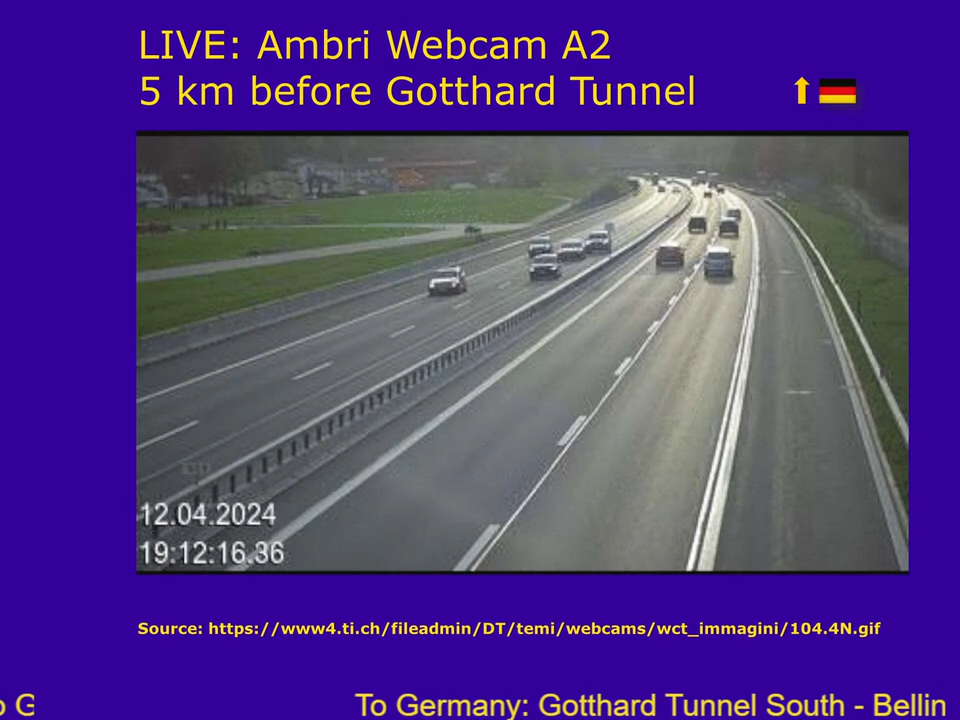 LIVE: Ambri Webcam A2
5 km before Gotthard Tunnel
12.04.2024
19:12:16.36
Source: https://www4.ti.ch/fileadmin/DT/temi/webcams/wct_immagini/104.4N.gif
To Germany: Gotthard Tunnel South - Bellin